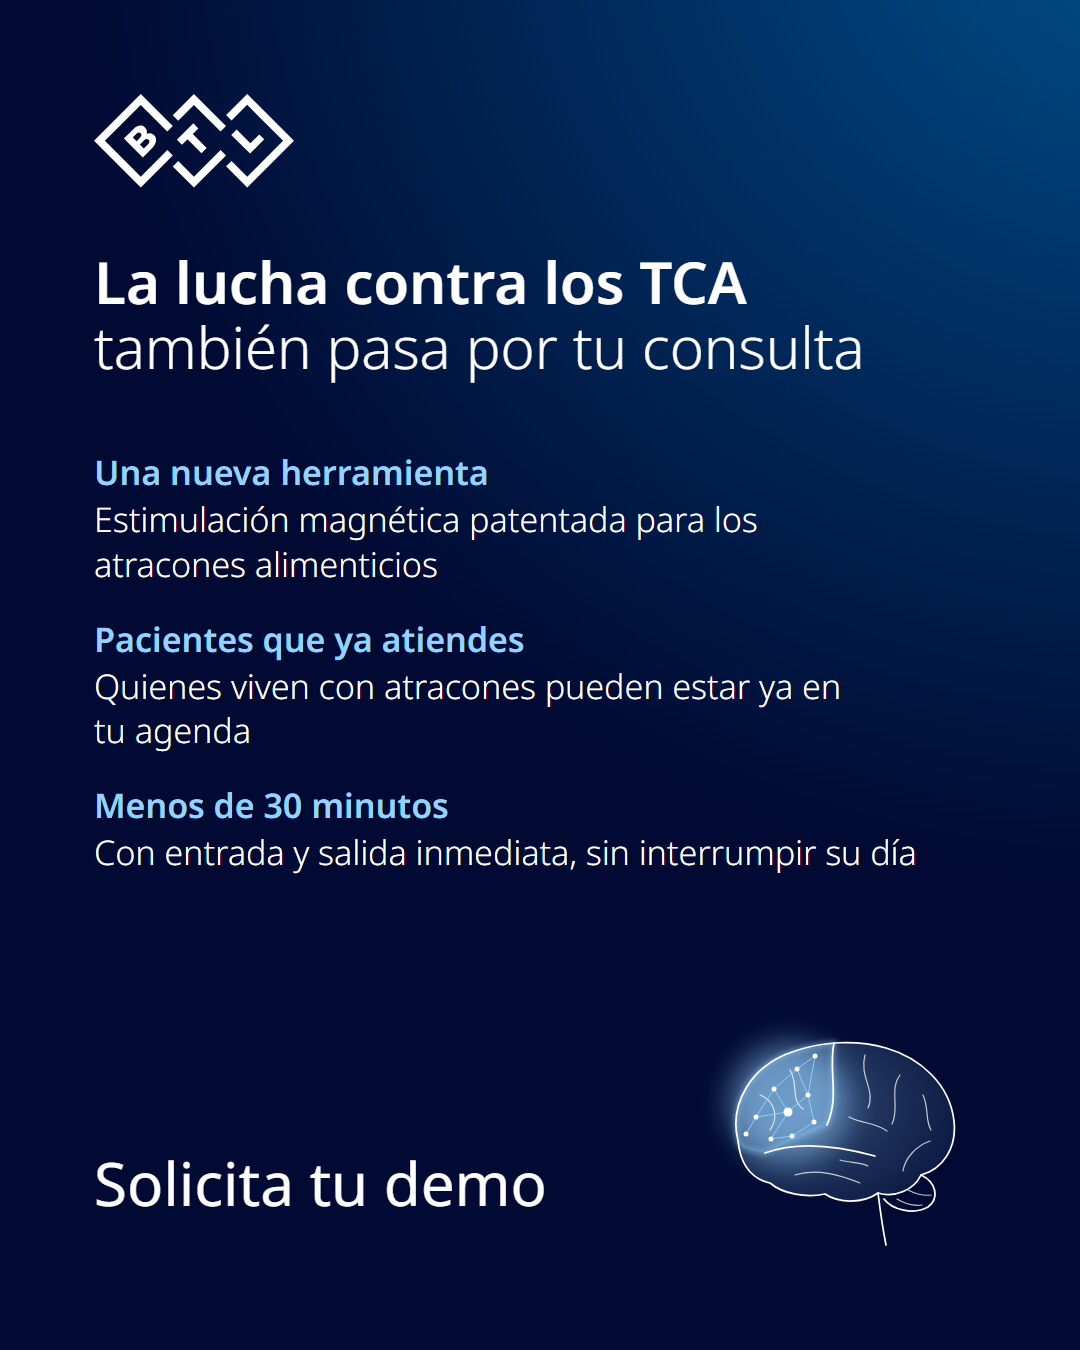 BTL
La lucha contra los TCA
también pasa por tu consulta
Una nueva herramienta
Estimulación magnética patentada para los
atracones alimenticios
Pacientes que ya atiendes
Quienes viven con atracones pueden estar ya en
tu agenda
Menos de 30 minutos
Con entrada y salida inmediata, sin interrumpir su día
Solicita tu demo